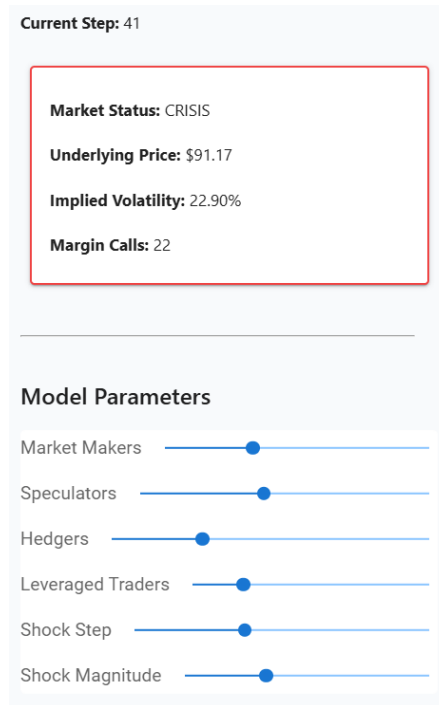 Current Step: 41
Market Status: CRISIS
Underlying Price: $91.17
Implied Volatility: 22.90%
Margin Calls: 22
Model Parameters
Market Makers
Speculators
Hedgers
Leveraged Traders
Shock Step
Shock Magnitude